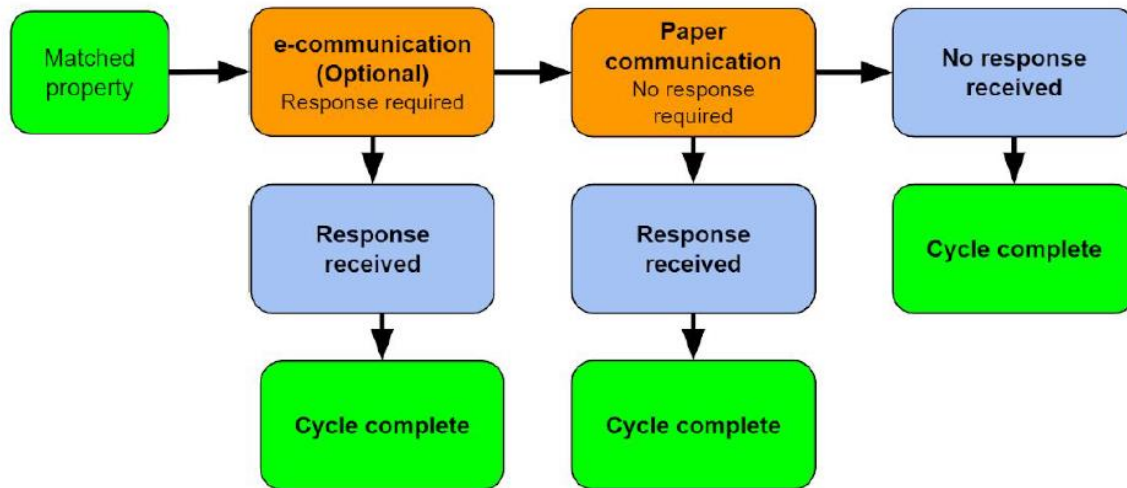 Matched
property
e-communication
(Optional)
Response required
Paper
communication
No response
required
No response
received
Response
received
Response
received
Cycle complete
Cycle complete
Cycle complete